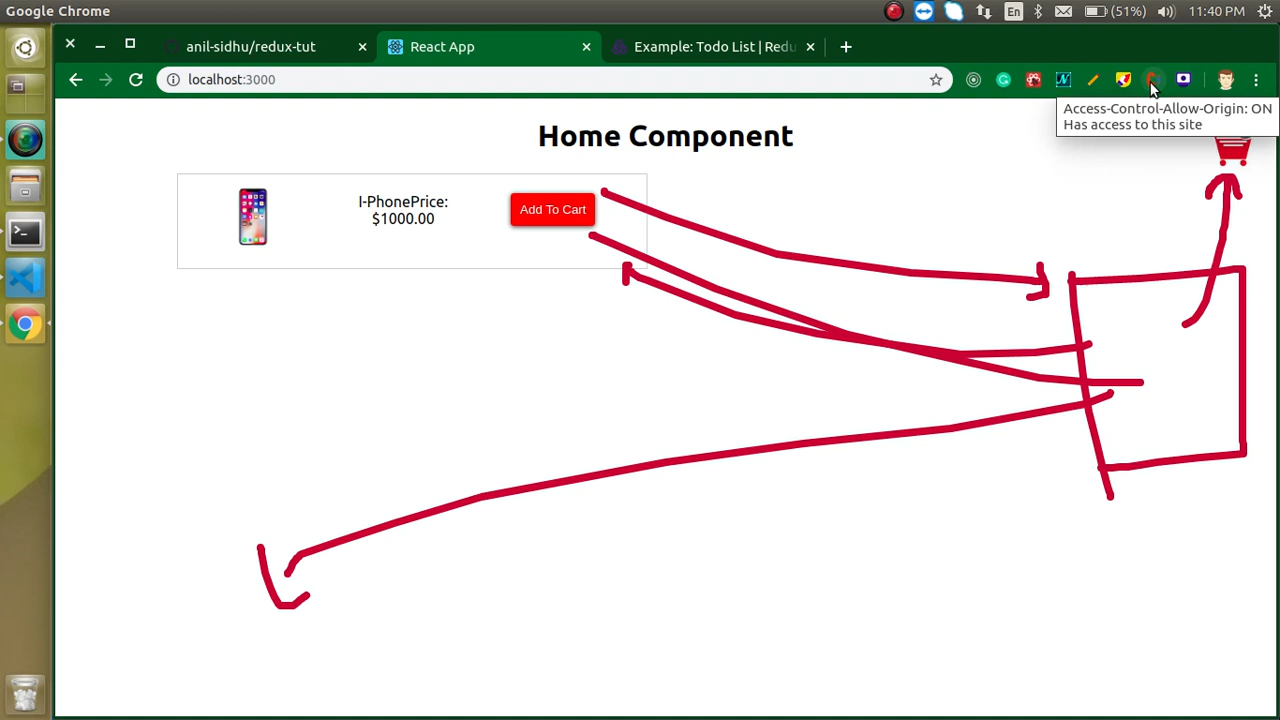 Google Chrome
En
(51%)
11:40 PM
anil-sidhu/redux-tut
React App
Example: Todo List | Redu
localhost:3000
Access-Control-Allow-Origin: ON
Has access to this site
Home Component
I-PhonePrice:
$1000.00
Add To Cart